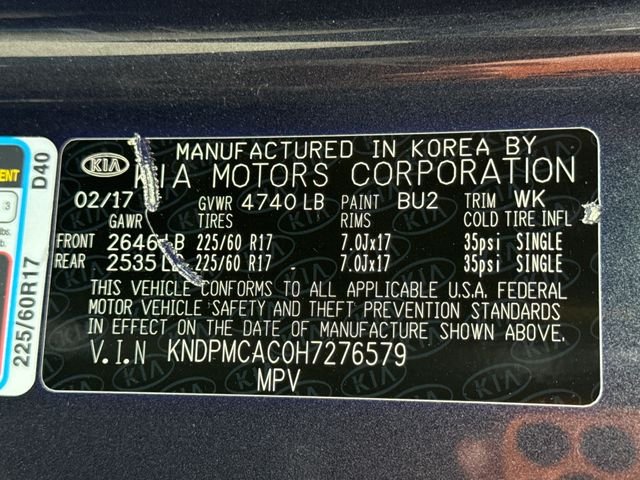 MANUFACTURED IN KOREA BY
KIA KIA MOTORS CORPORATION
02/17 GVWR 4740 LB PAINT BU2 TRIM WK
GAWR TIRES RIMS COLD TIRE INFL
FRONT 2646 LB 225/60 R17 7.0Jx17 35psi SINGLE
REAR 2535 LB 225/60 R17 7.0Jx17 35psi SINGLE
THIS VEHICLE CONFORMS TO ALL APPLICABLE U.S.A. FEDERAL
MOTOR VEHICLE SAFETY AND THEFT PREVENTION STANDARDS
IN EFFECT ON THE DATE OF MANUFACTURE SHOWN ABOVE.
V.I.N KNDPMCAC0H7276579
MPV
D40
225/60R17